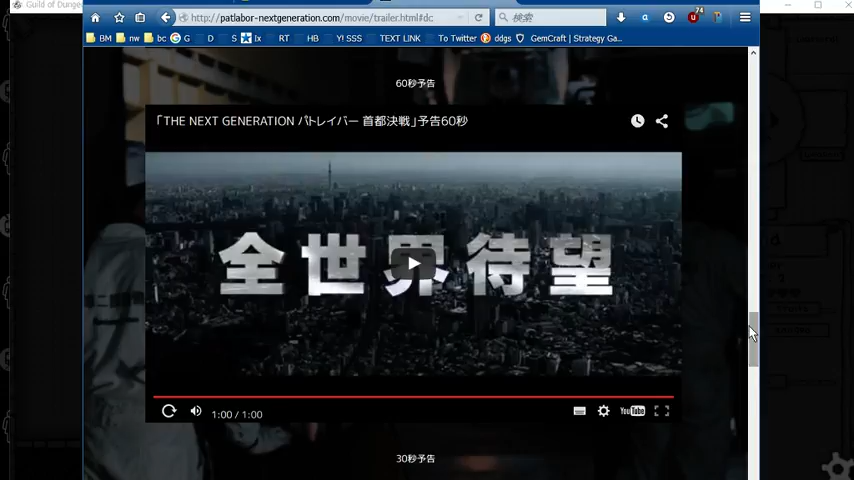 Guild of Dunge
http://patlabor-nextgeneration.com/movie/trailer.html#dc
検索
74
BM nw bc G D S Ix RT HB Y! SSS TEXT LINK To Twitter ddgs GemCraft | Strategy Ga...
60秒予告
「THE NEXT GENERATION パトレイバー 首都決戦」予告60秒
全世界待望
1:00 / 1:00
YouTube
30秒予告